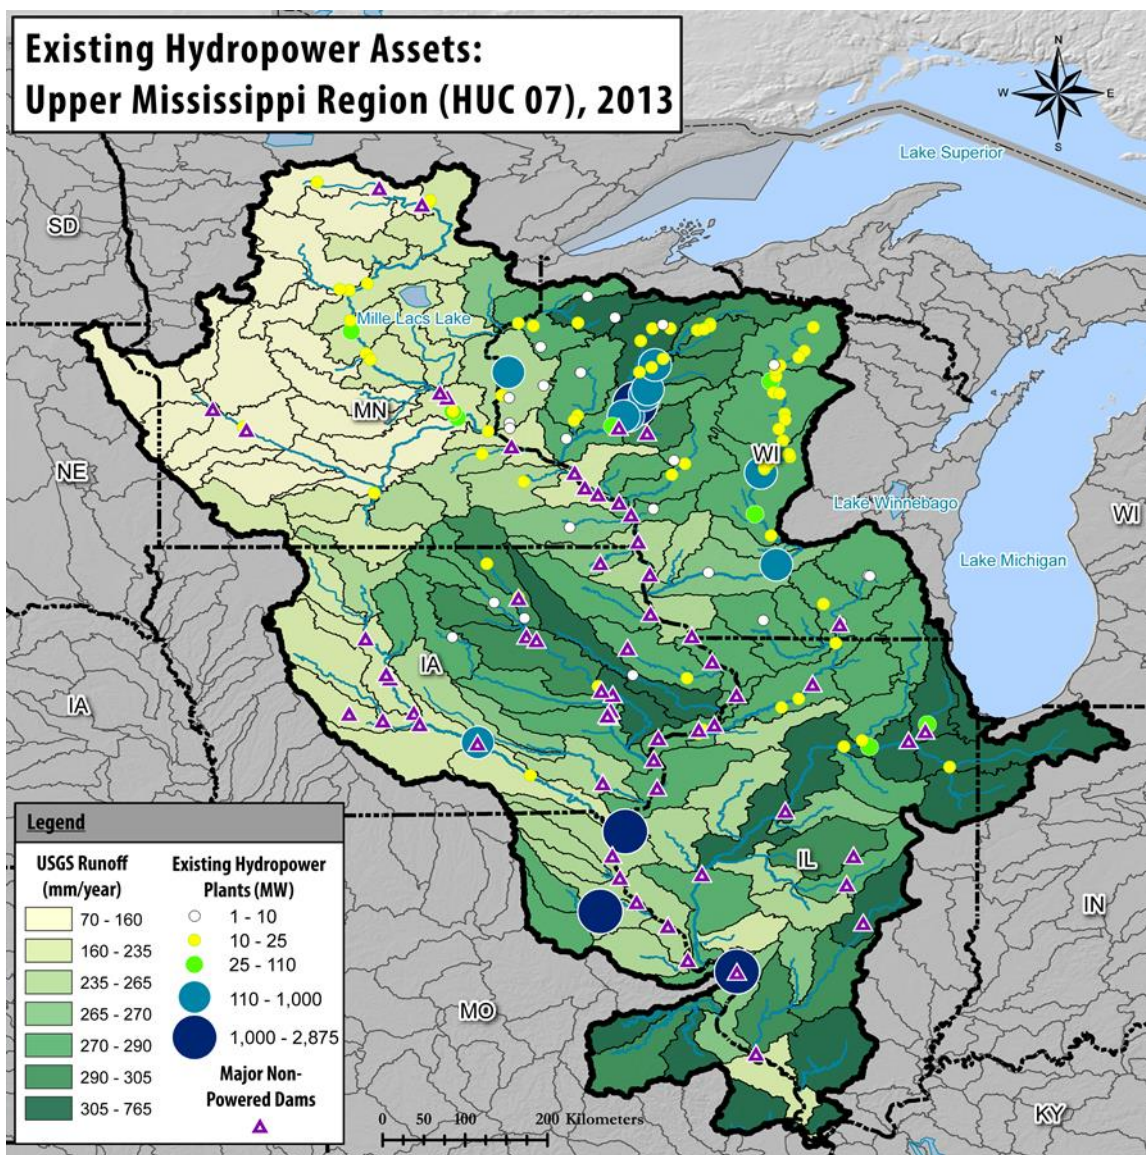 Existing Hydropower Assets:
Upper Mississippi Region (HUC 07), 2013
N
W
E
S
Lake Superior
SD
Mille Lacs Lake
MN
WI
NE
Lake Winnebago
WI
Lake Michigan
IA
IA
IL
IN
MO
KY
Legend
USGS Runoff
(mm/year)
70 - 160
160 - 235
235 - 265
265 - 270
270 - 290
290 - 305
305 - 765
Existing Hydropower
Plants (MW)
1 - 10
10 - 25
25 - 110
110 - 1,000
1,000 - 2,875
Major Non-
Powered Dams
0 50 100 200 Kilometers